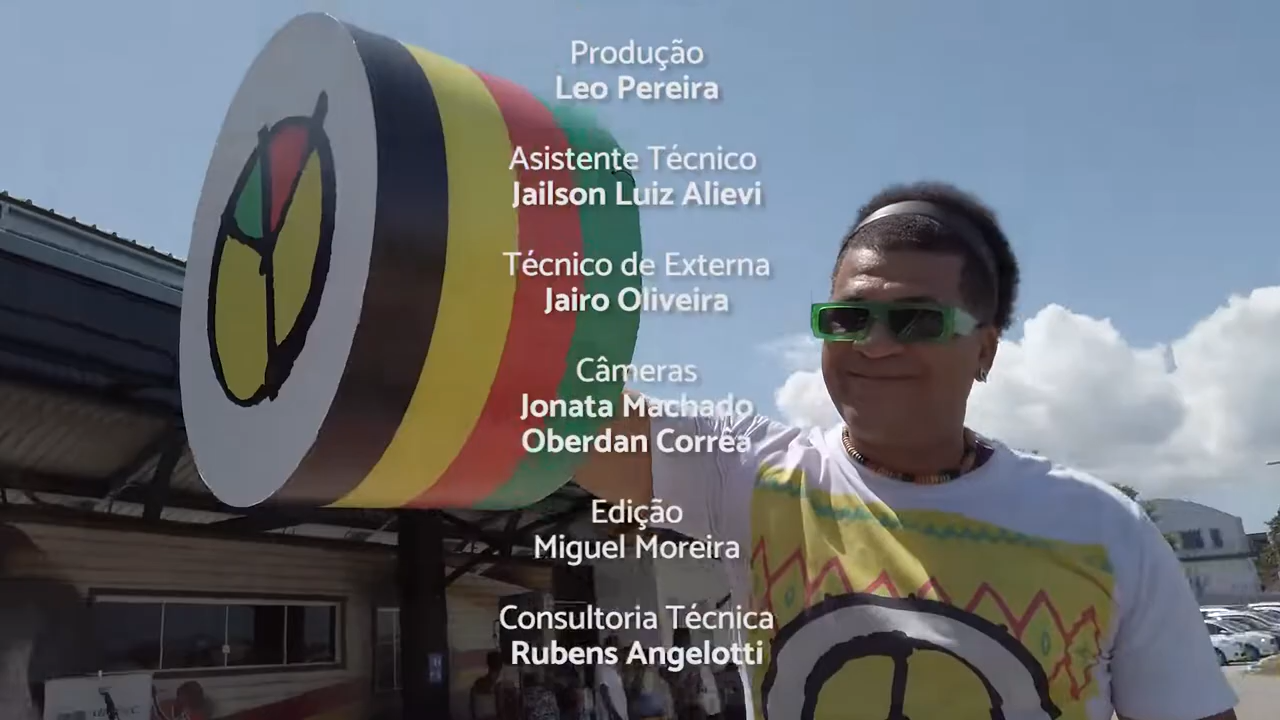 Produção
Leo Pereira
Asistente Técnico
Jailson Luiz Alievi
Técnico de Externa
Jairo Oliveira
Câmeras
Jonata Machado
Oberdan Corrêa
Edição
Miguel Moreira
Consultoria Técnica
Rubens Angelotti